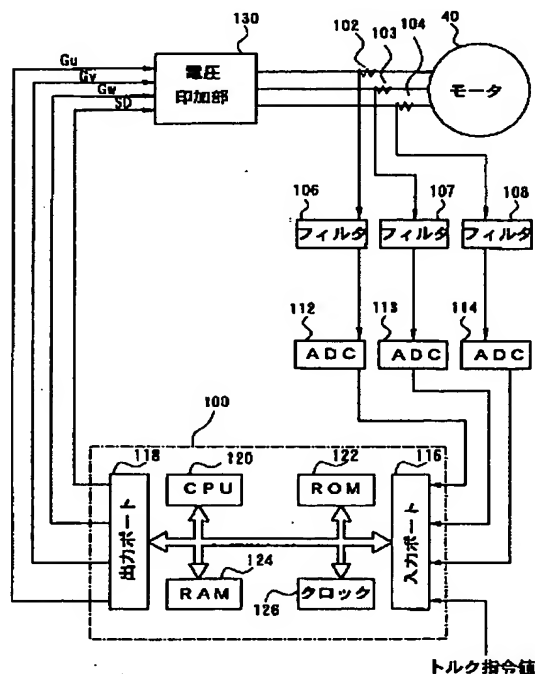 130
102
103
104
40
Gu
Gv
Gw
SD
電圧
印加部
モータ
106
107
108
フィルタ
フィルタ
フィルタ
112
113
114
ADC
ADC
ADC
100
118
120
122
116
CPU
ROM
出力ポート
入力ポート
124
RAM
クロック
126
トルク指令値